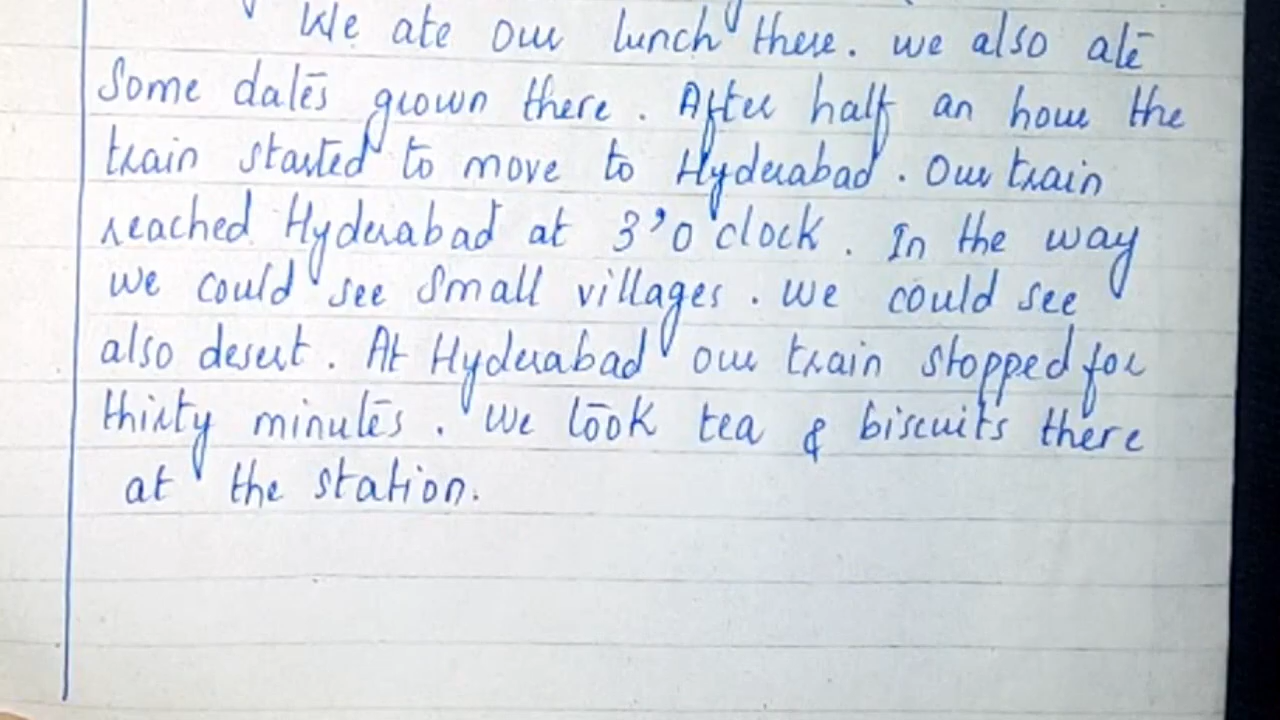 We ate our lunch there. we also ate
some dates grown there. After half an hour the
train started to move to Hyderabad. Our train
reached Hyderabad at 3'0 clock. In the way
we could see small villages. we could see
also desert. At Hyderabad our train stopped for
thirty minutes. We took tea & biscuits there
at the station.